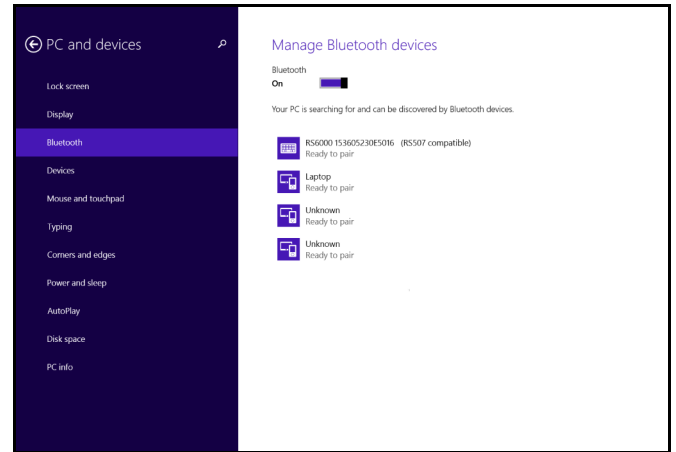 PC and devices
Lock screen
Display
Bluetooth
Devices
Mouse and touchpad
Typing
Corners and edges
Power and sleep
AutoPlay
Disk space
PC info
Manage Bluetooth devices
Bluetooth
On
Your PC is searching for and can be discovered by Bluetooth devices.
RS6000 153605230E5016 (RS507 compatible)
Ready to pair
Laptop
Ready to pair
Unknown
Ready to pair
Unknown
Ready to pair